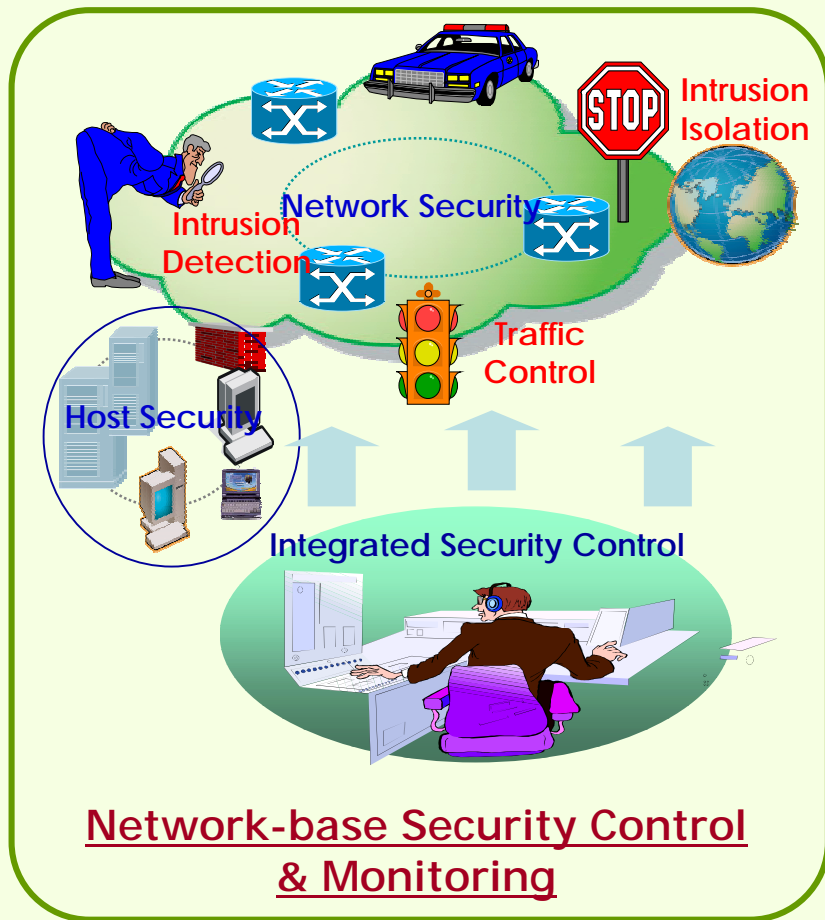 STOP
Intrusion
Isolation
Network Security
Intrusion
Detection
Traffic
Control
Host Security
Integrated Security Control
Network-base Security Control
& Monitoring